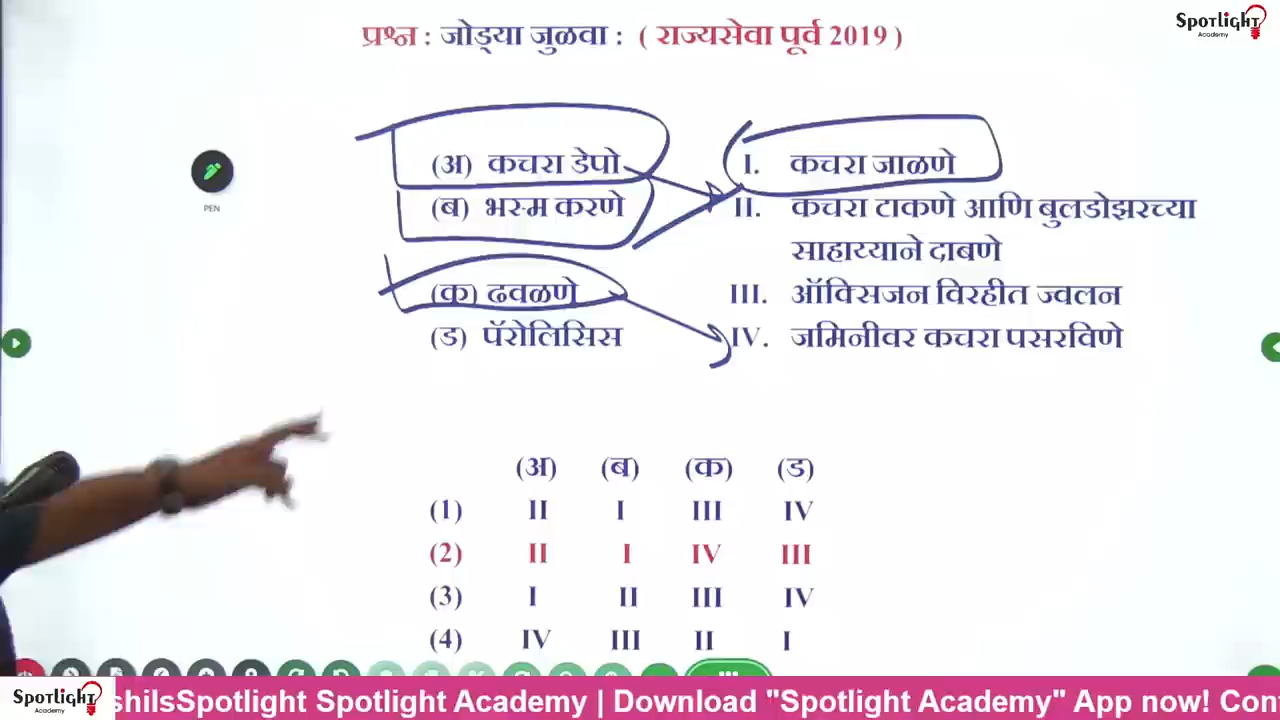 Spotlight
Academy
प्रश्न : जोड्या जुळवा : ( राज्यसेवा पूर्व 2019 )
(अ) कचरा डेपो I. कचरा जाळणे
(ब) भस्म करणे II. कचरा टाकणे आणि बुलडोझरच्या
साहाय्याने दाबणे
(क) ढवळणे III. ऑक्सिजन विरहीत ज्वलन
(ड) पॅरोलिसिस IV. जमिनीवर कचरा पसरविणे
PEN
(अ) (ब) (क) (ड)
(1) II I III IV
(2) II I IV III
(3) I II III IV
(4) IV III II I
Spotlight
Academy
shilsSpotlight Spotlight Academy | Download "Spotlight Academy" App now! Con